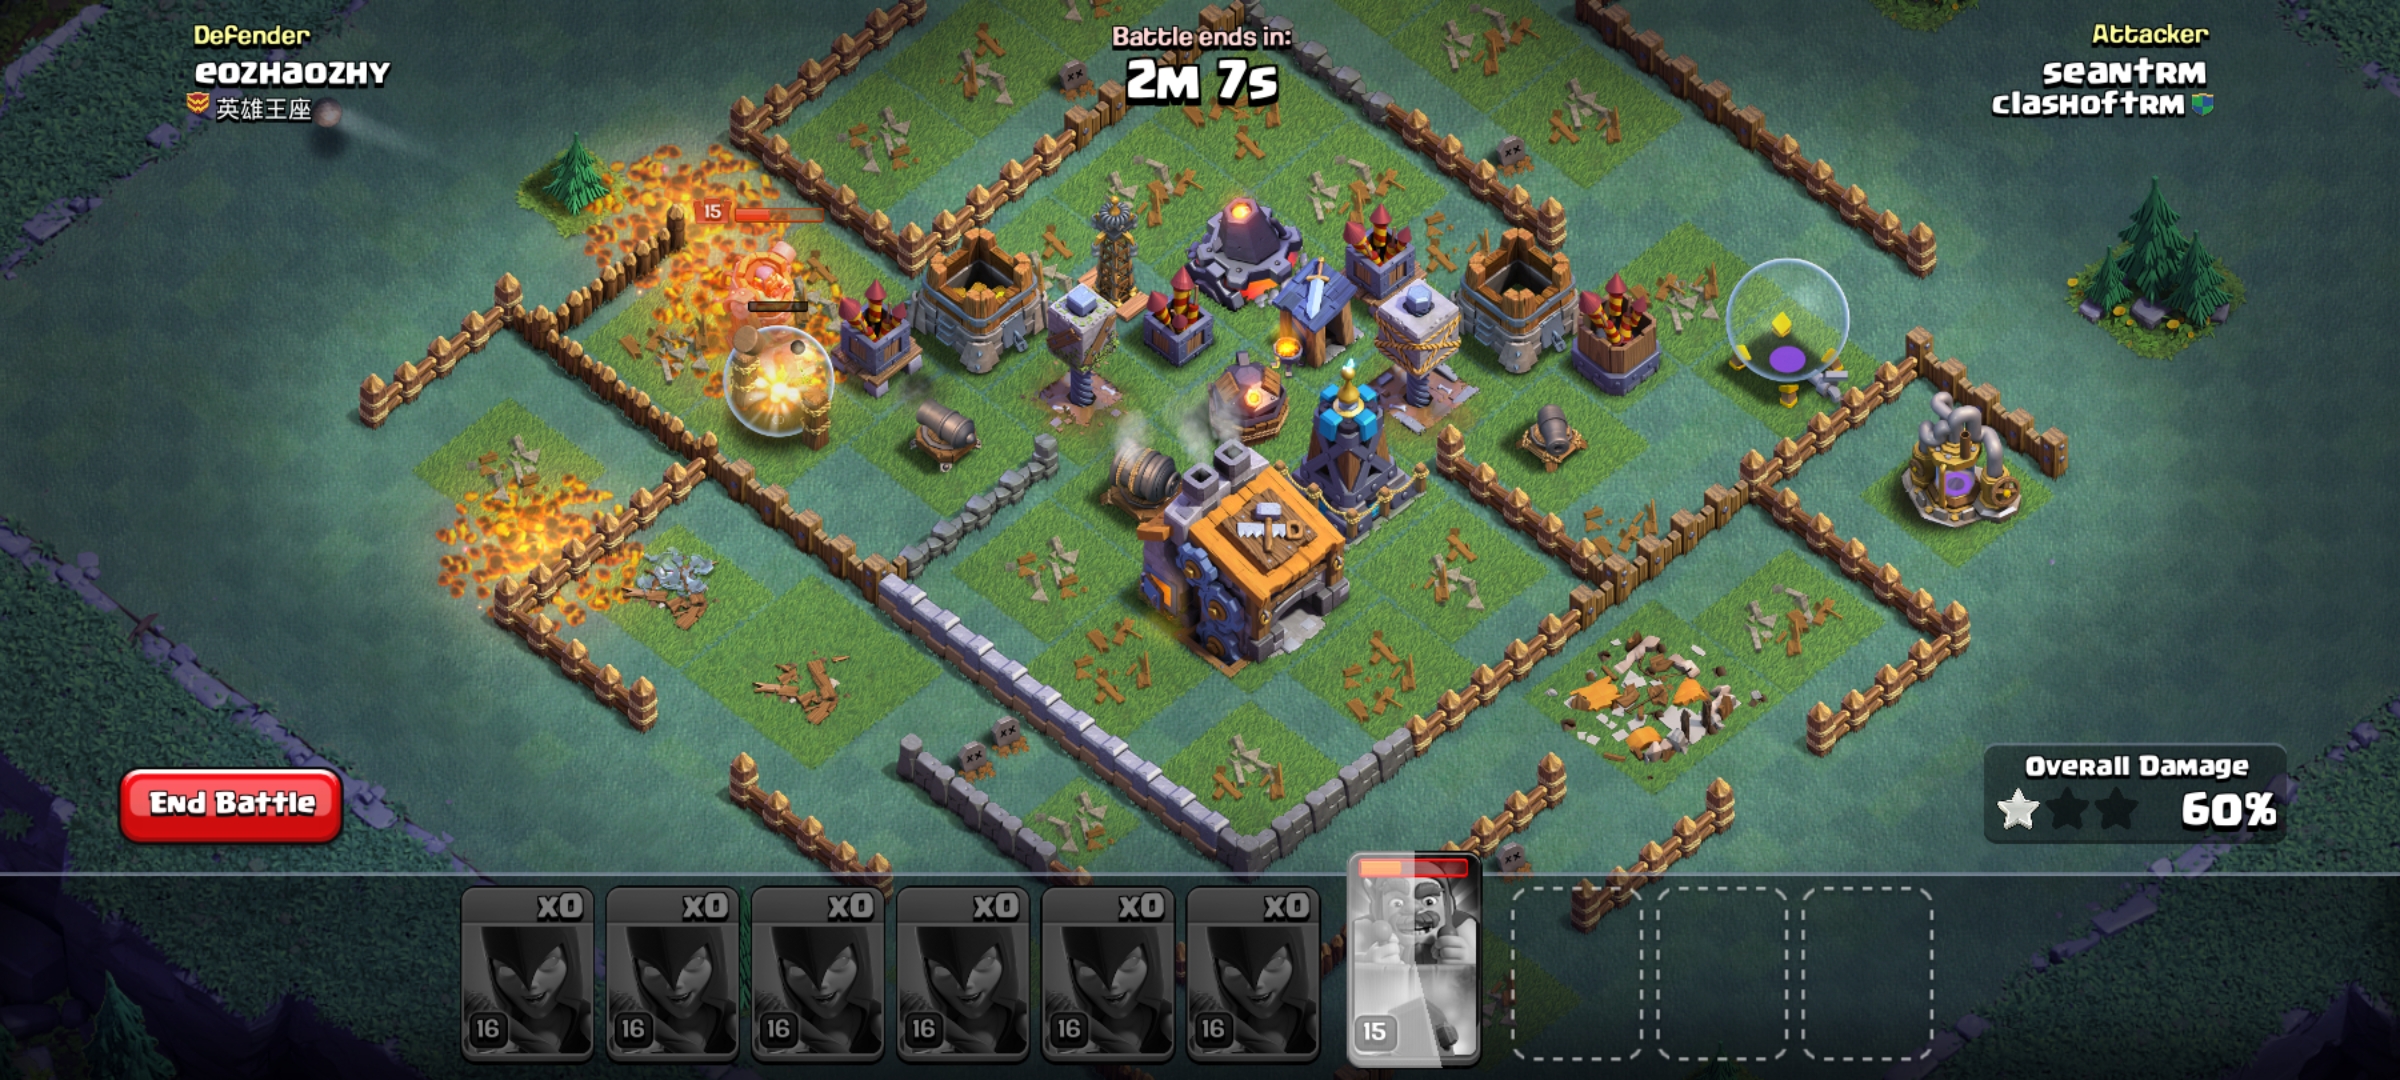 Defender
eozhaozhy
英雄王座
Battle ends in:
2M 7s
Attacker
seantRM
clashoftRM
15
End Battle
Overall Damage
60%
x0 x0 x0 x0 x0 x0
16 16 16 16 16 16 15